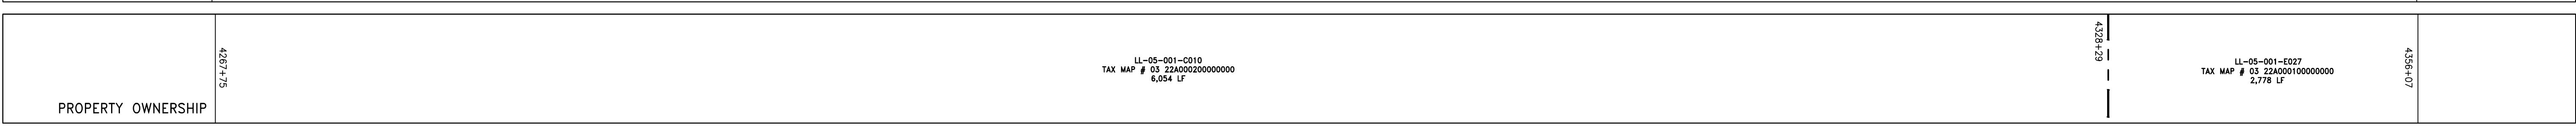 PROPERTY OWNERSHIP
4267+75
LL-05-001-C010
TAX MAP # 03 22A000200000000
6,054 LF
4328+29
LL-05-001-E027
TAX MAP # 03 22A000100000000
2,778 LF
4356+07